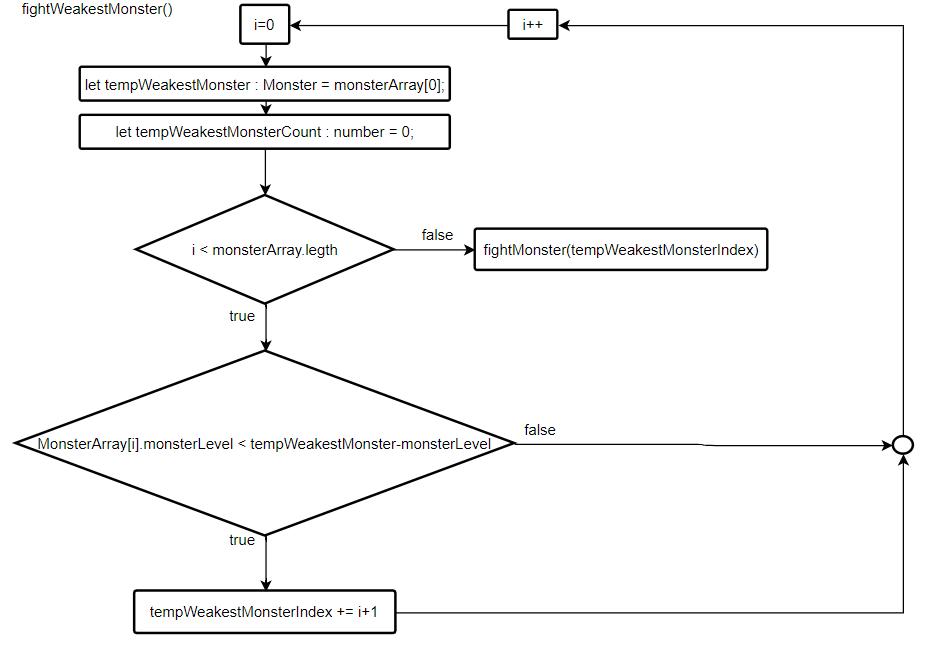 fightWeakestMonster()
i=0
i++
let tempWeakestMonster : Monster = monsterArray[0];
let tempWeakestMonsterCount : number = 0;
i < monsterArray.legth
false
fightMonster(tempWeakestMonsterIndex)
true
MonsterArray[i].monsterLevel < tempWeakestMonster-monsterLevel
false
true
tempWeakestMonsterIndex += i+1